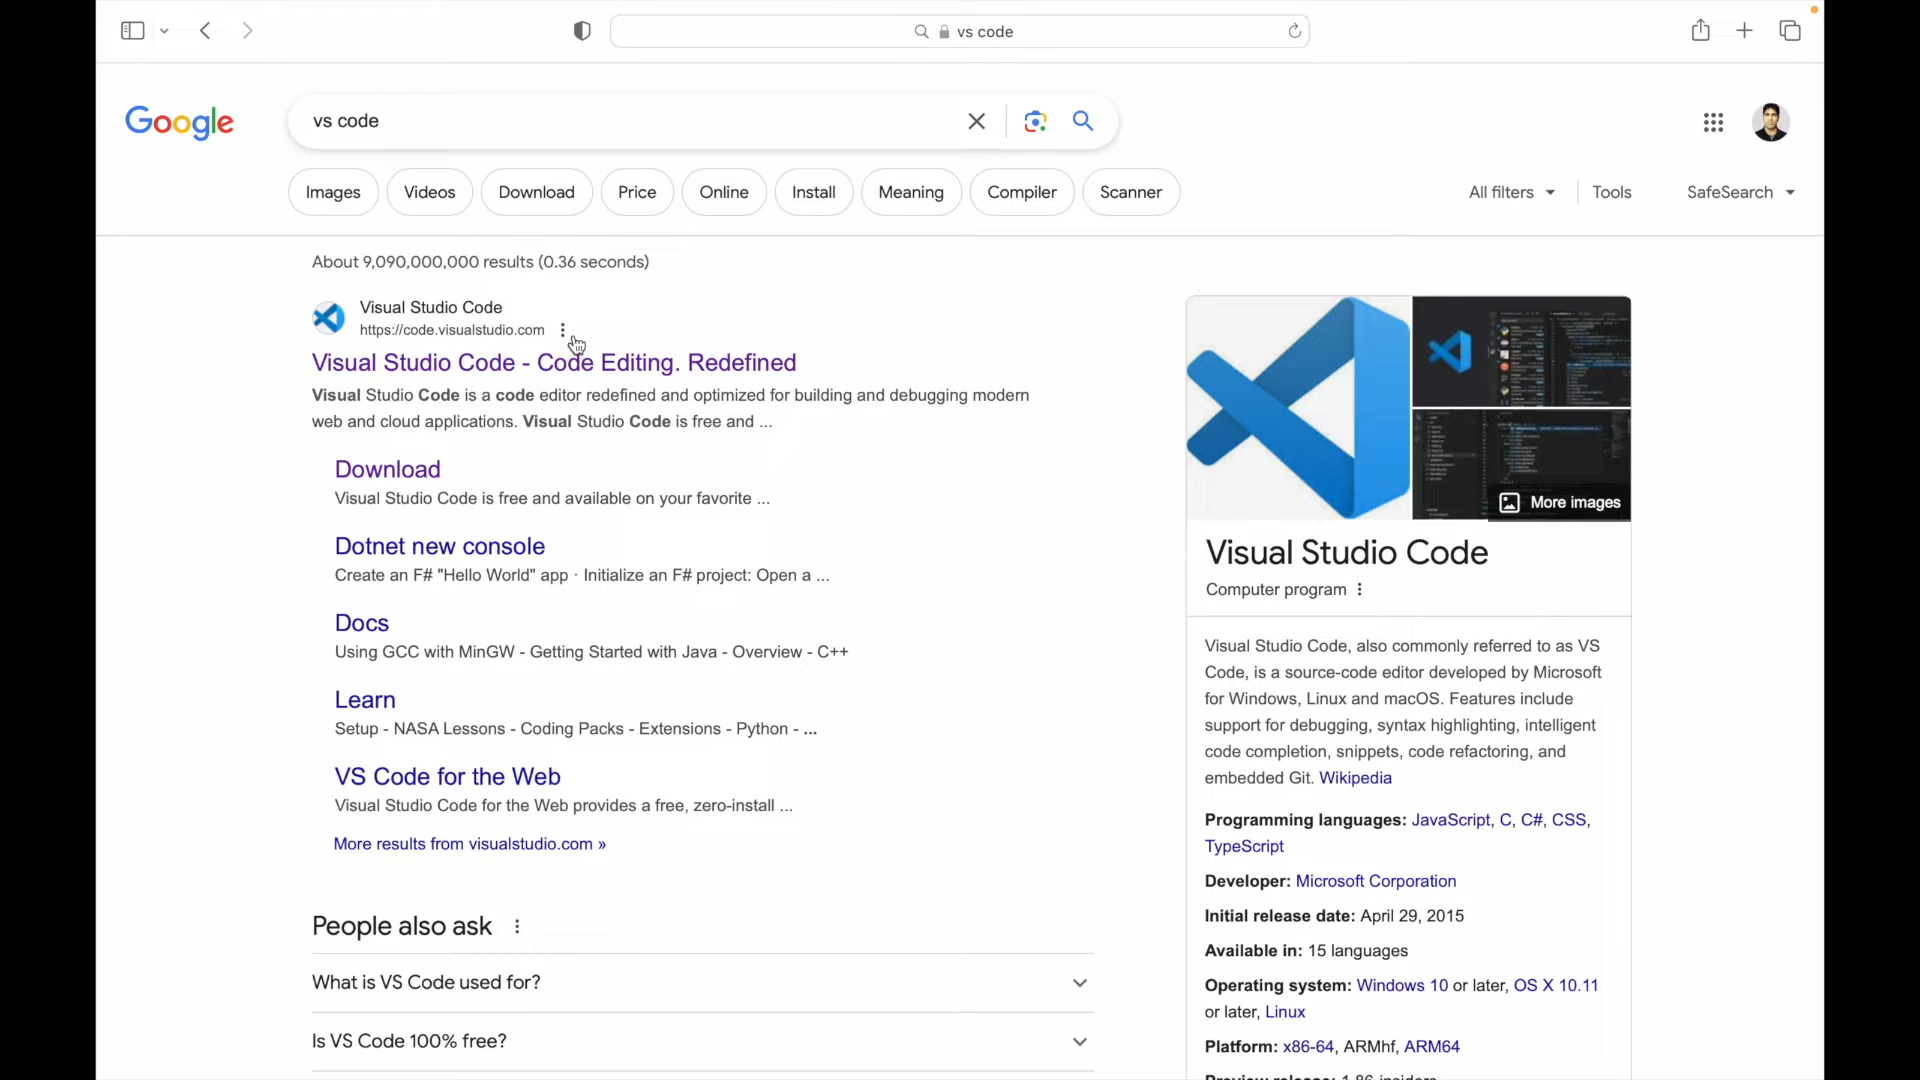 vs code
Google
vs code
Images
Videos
Download
Price
Online
Install
Meaning
Compiler
Scanner
All filters
Tools
SafeSearch
About 9,090,000,000 results (0.36 seconds)
Visual Studio Code
https://code.visualstudio.com
Visual Studio Code - Code Editing. Redefined
Visual Studio Code is a code editor redefined and optimized for building and debugging modern
web and cloud applications. Visual Studio Code is free and ...
Download
Visual Studio Code is free and available on your favorite ...
Dotnet new console
Create an F# "Hello World" app · Initialize an F# project: Open a ...
Docs
Using GCC with MinGW - Getting Started with Java - Overview - C++
Learn
Setup - NASA Lessons - Coding Packs - Extensions - Python - ...
VS Code for the Web
Visual Studio Code for the Web provides a free, zero-install ...
More results from visualstudio.com »
People also ask
What is VS Code used for?
Is VS Code 100% free?
More images
Visual Studio Code
Computer program
Visual Studio Code, also commonly referred to as VS
Code, is a source-code editor developed by Microsoft
for Windows, Linux and macOS. Features include
support for debugging, syntax highlighting, intelligent
code completion, snippets, code refactoring, and
embedded Git. Wikipedia
Programming languages: JavaScript, C, C#, CSS,
TypeScript
Developer: Microsoft Corporation
Initial release date: April 29, 2015
Available in: 15 languages
Operating system: Windows 10 or later, OS X 10.11
or later, Linux
Platform: x86-64, ARMhf, ARM64